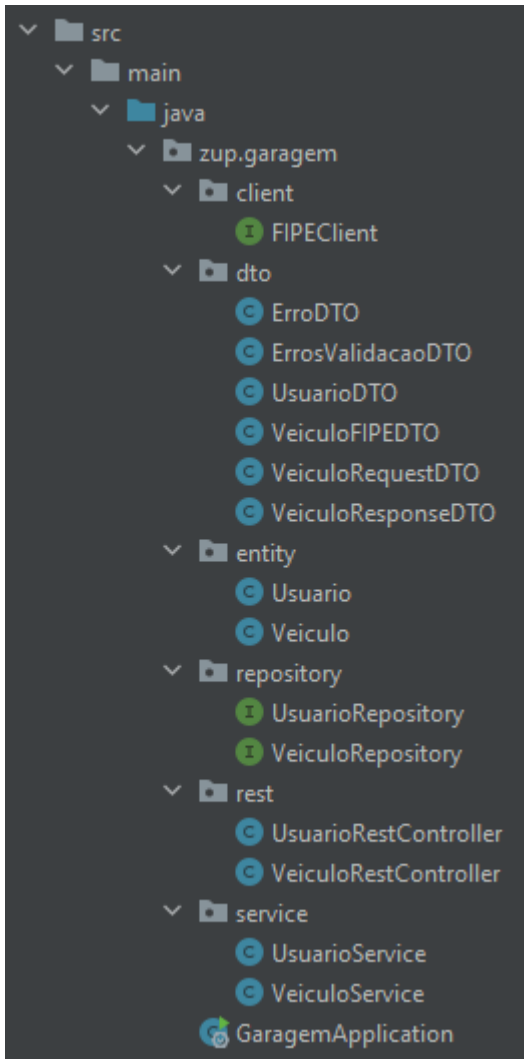 src
main
java
zup.garagem
client
FIPEClient
dto
ErroDTO
ErrosValidacaoDTO
UsuarioDTO
VeiculoFIPEDTO
VeiculoRequestDTO
VeiculoResponseDTO
entity
Usuario
Veiculo
repository
UsuarioRepository
VeiculoRepository
rest
UsuarioRestController
VeiculoRestController
service
UsuarioService
VeiculoService
GaragemApplication